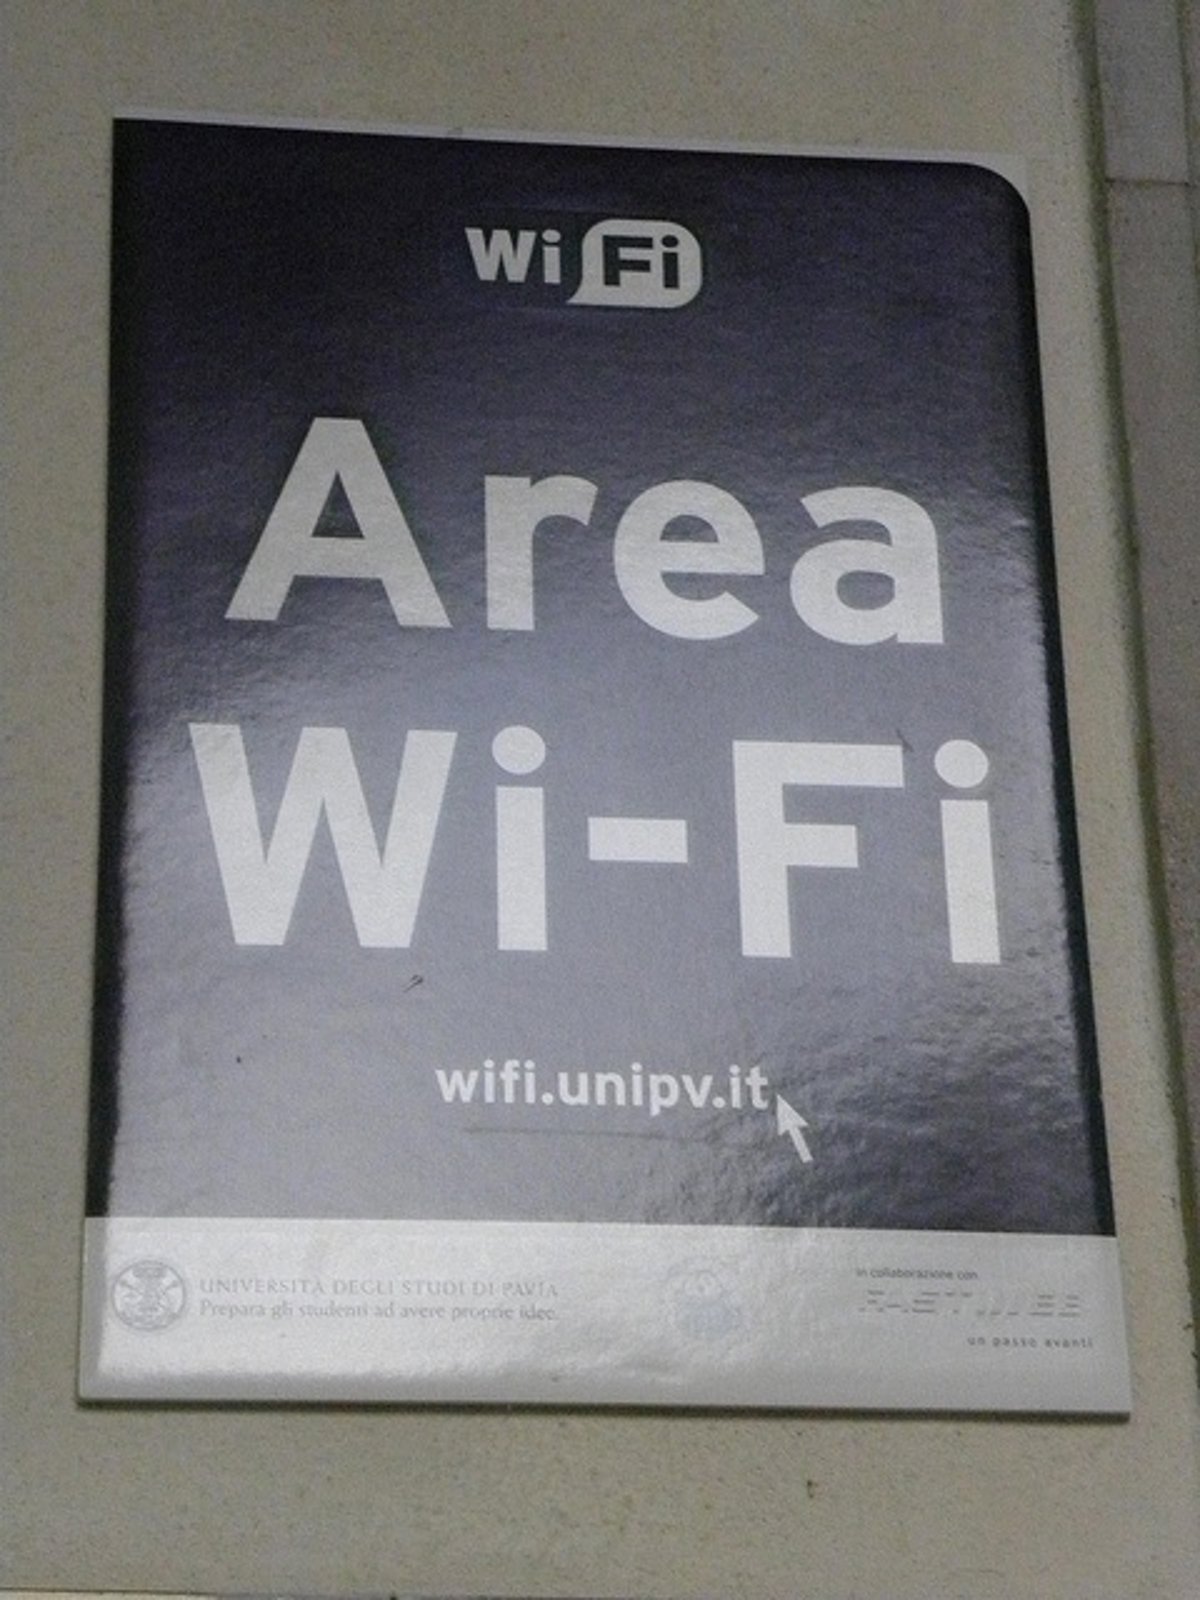 Wi Fi
Area
Wi-Fi
wifi.unipv.it
UNIVERSITÀ DEGLI STUDI DI PAVIA
Prepara gli studenti ad avere proprie idee.
in collaborazione con
un passo avanti